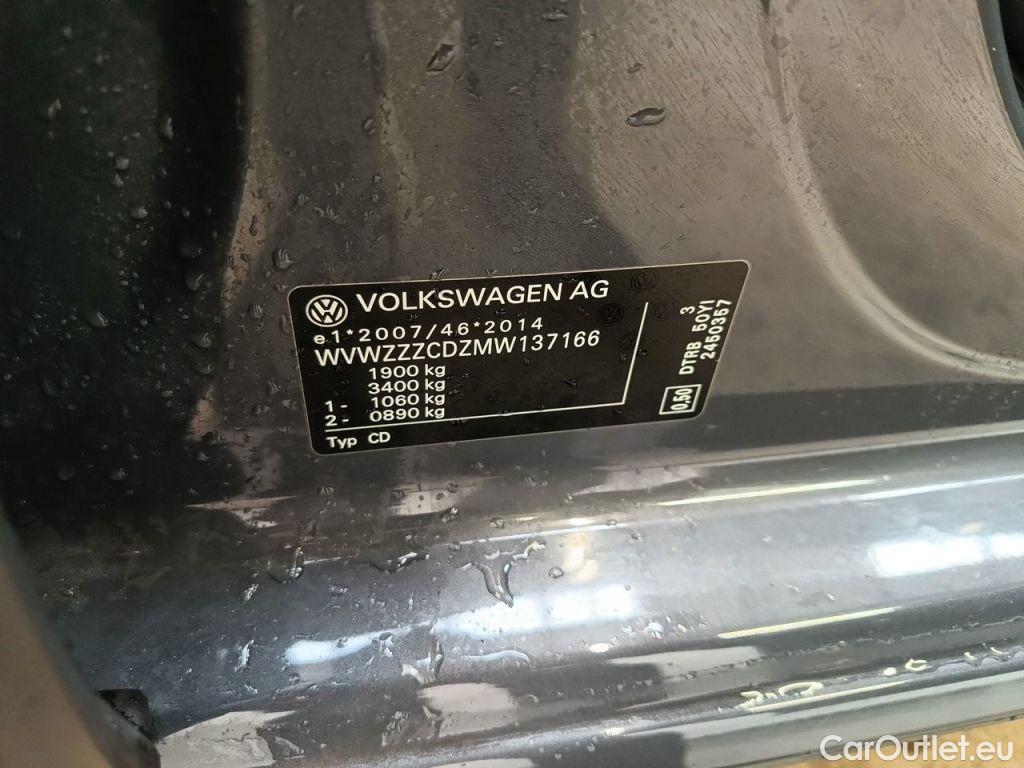 VOLKSWAGEN AG
e1*2007/46*2014
WVWZZZCDZMW137166
1900 kg
3400 kg
1 - 1060 kg
2 - 0890 kg
Typ CD
3
DTRB 50YI
2450357
0.50
CarOutlet.eu